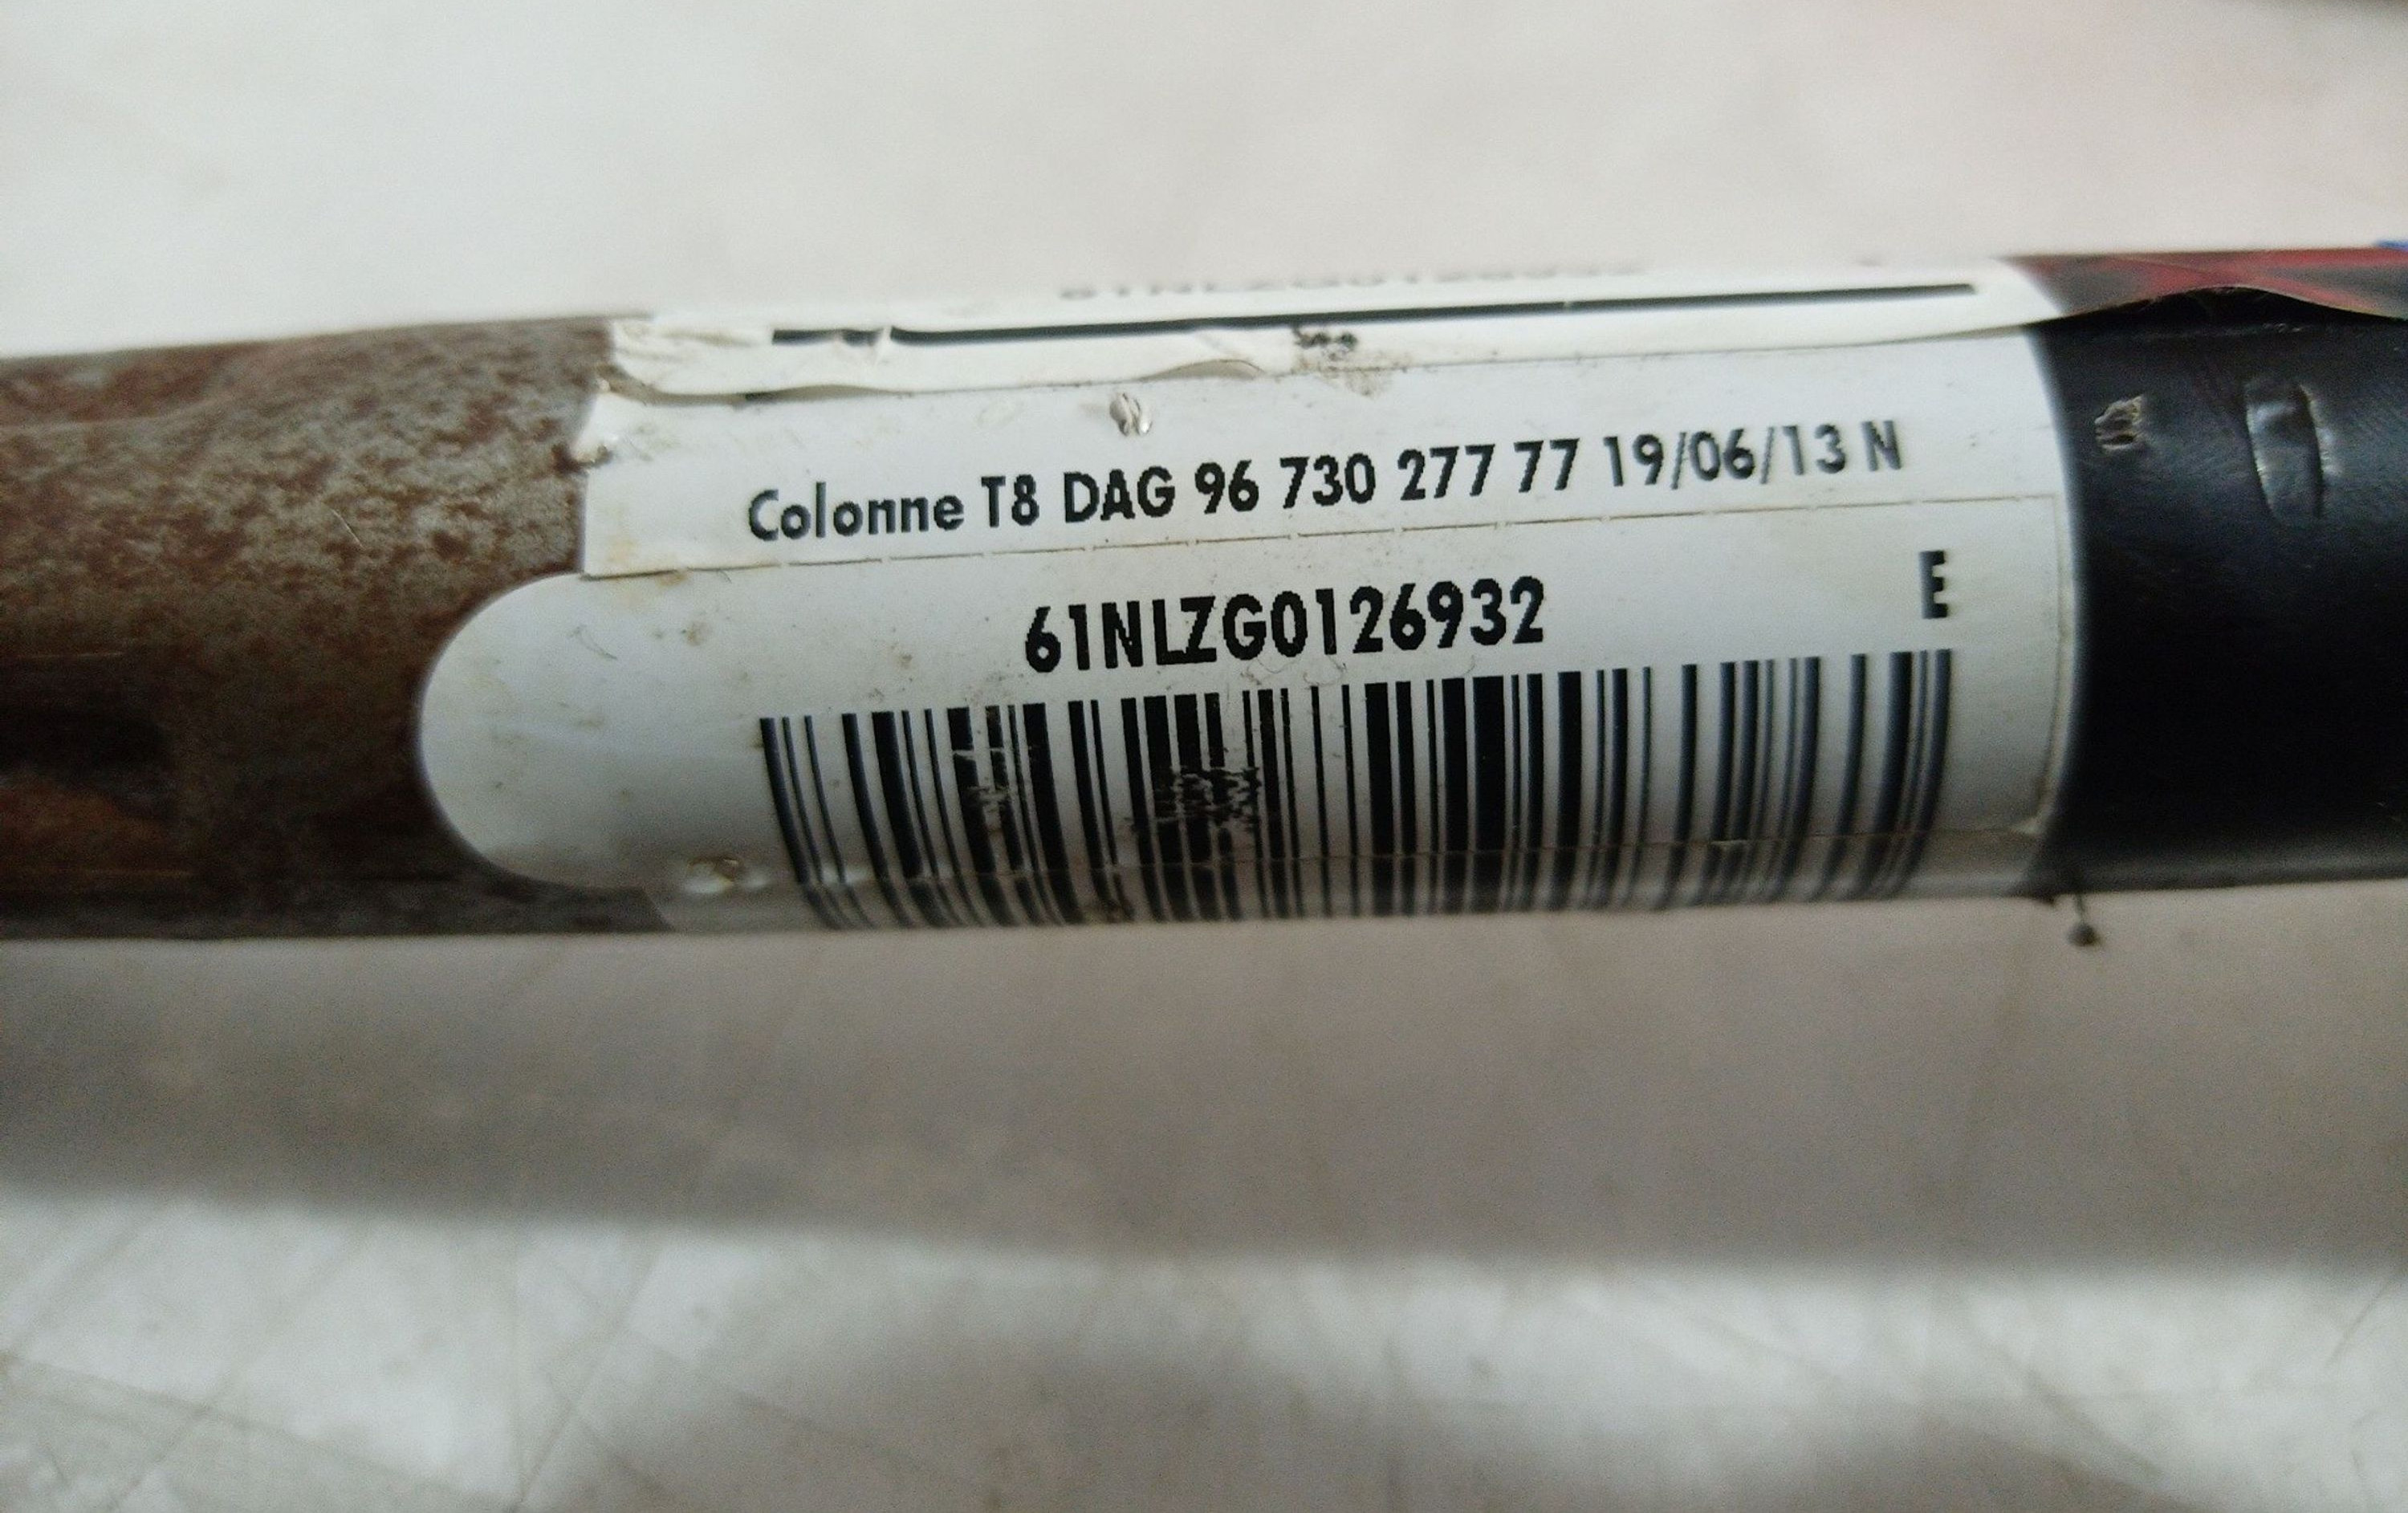 Colonne T8 DAG 96 730 277 77 19/06/13 N
61NLZG0126932 E